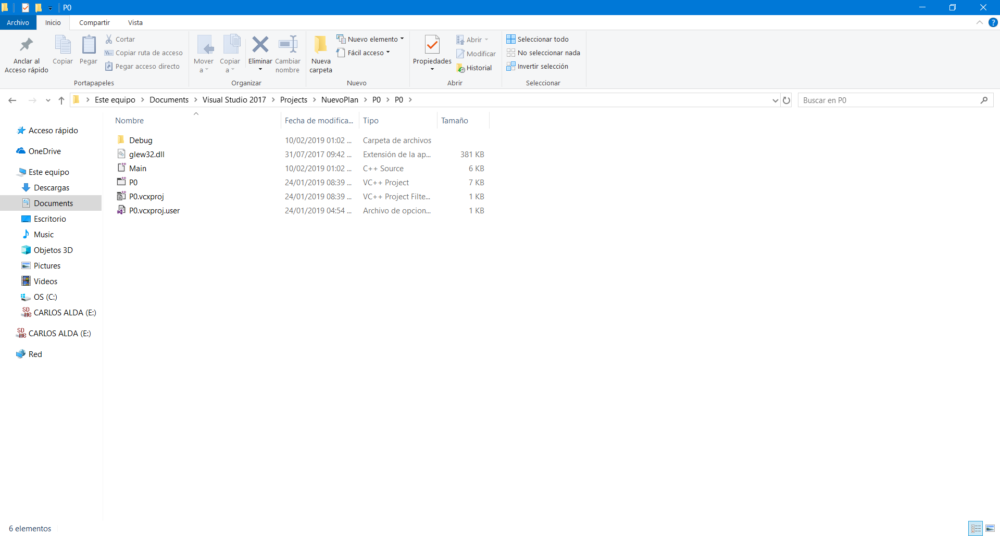 P0
Archivo Inicio Compartir Vista
Anclar al Acceso rápido
Copiar
Pegar
Cortar
Copiar ruta de acceso
Pegar acceso directo
Portapapeles
Mover a
Copiar a
Eliminar
Cambiar nombre
Organizar
Nueva carpeta
Nuevo elemento
Fácil acceso
Nuevo
Propiedades
Abrir
Modificar
Historial
Abrir
Seleccionar todo
No seleccionar nada
Invertir selección
Seleccionar
Este equipo > Documents > Visual Studio 2017 > Projects > NuevoPlan > P0 > P0 >
Buscar en P0
Acceso rápido
OneDrive
Este equipo
Descargas
Documents
Escritorio
Music
Objetos 3D
Pictures
Videos
OS (C:)
CARLOS ALDA (E:)
CARLOS ALDA (E:)
Red
Nombre Fecha de modifica... Tipo Tamaño
Debug 10/02/2019 01:02 ... Carpeta de archivos
glew32.dll 31/07/2017 09:42 ... Extensión de la ap... 381 KB
Main 10/02/2019 01:02 ... C++ Source 6 KB
P0 24/01/2019 08:39 ... VC++ Project 7 KB
P0.vcxproj 24/01/2019 08:39 ... VC++ Project Filte... 1 KB
P0.vcxproj.user 24/01/2019 04:54 ... Archivo de opcion... 1 KB
6 elementos